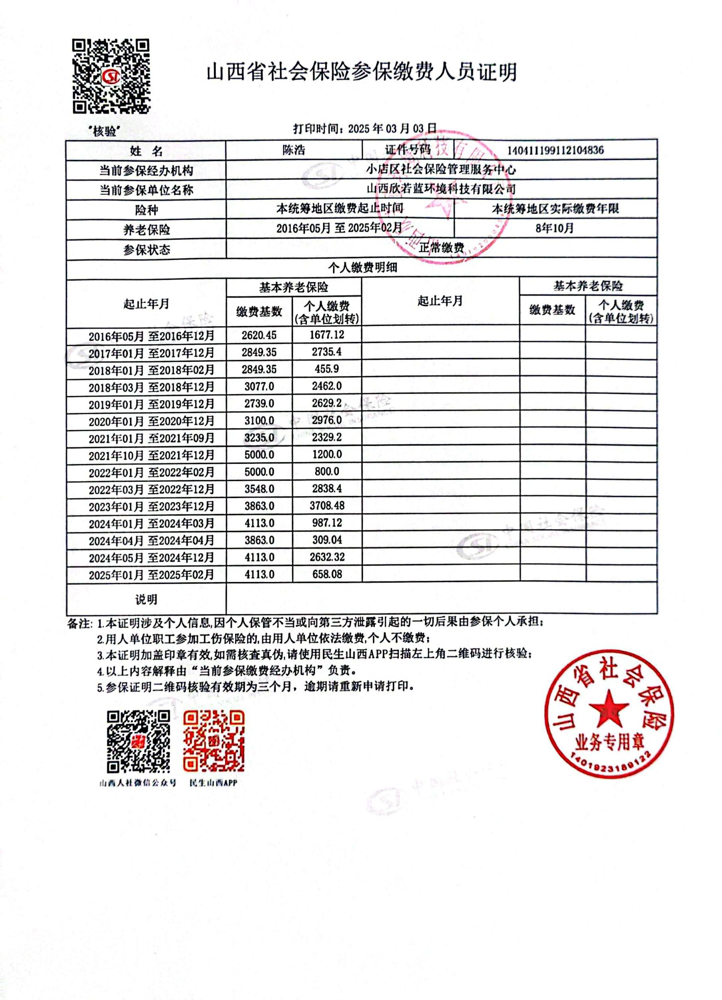 山西省社会保险参保缴费人员证明
"核验"
打印时间：2025 年 03 月 03 日
姓 名 陈浩 证件号码 140411199112104836
当前参保经办机构 小店区社会保险管理服务中心
当前参保单位名称 山西欣若蓝环境科技有限公司
险种 本统筹地区缴费起止时间 本统筹地区实际缴费年限
养老保险 2016年05月 至 2025年02月 8年10月
参保状态 正常缴费
个人缴费明细
起止年月 基本养老保险 起止年月 基本养老保险
缴费基数 个人缴费(含单位划转) 缴费基数 个人缴费(含单位划转)
2016年05月 至2016年12月 2620.45 1677.12
2017年01月 至2017年12月 2849.35 2735.4
2018年01月 至2018年02月 2849.35 455.9
2018年03月 至2018年12月 3077.0 2462.0
2019年01月 至2019年12月 2739.0 2629.2
2020年01月 至2020年12月 3100.0 2976.0
2021年01月 至2021年09月 3235.0 2329.2
2021年10月 至2021年12月 5000.0 1200.0
2022年01月 至2022年02月 5000.0 800.0
2022年03月 至2022年12月 3548.0 2838.4
2023年01月 至2023年12月 3863.0 3708.48
2024年01月 至2024年03月 4113.0 987.12
2024年04月 至2024年04月 3863.0 309.04
2024年05月 至2024年12月 4113.0 2632.32
2025年01月 至2025年02月 4113.0 658.08
说明
备注: 1.本证明涉及个人信息,因个人保管不当或向第三方泄露引起的一切后果由参保个人承担；
2.用人单位职工参加工伤保险的,由用人单位依法缴费,个人不缴费；
3.本证明加盖印章有效,如需核查真伪,请使用民生山西APP扫描左上角二维码进行核验；
4.以上内容解释由“当前参保缴费经办机构”负责。
5.参保证明二维码核验有效期为三个月，逾期请重新申请打印。
山西省社会保险
业务专用章
1401923189122
山西人社微信公众号 民生山西APP
中国社会保险
CHINA SOCIAL INSURANCE